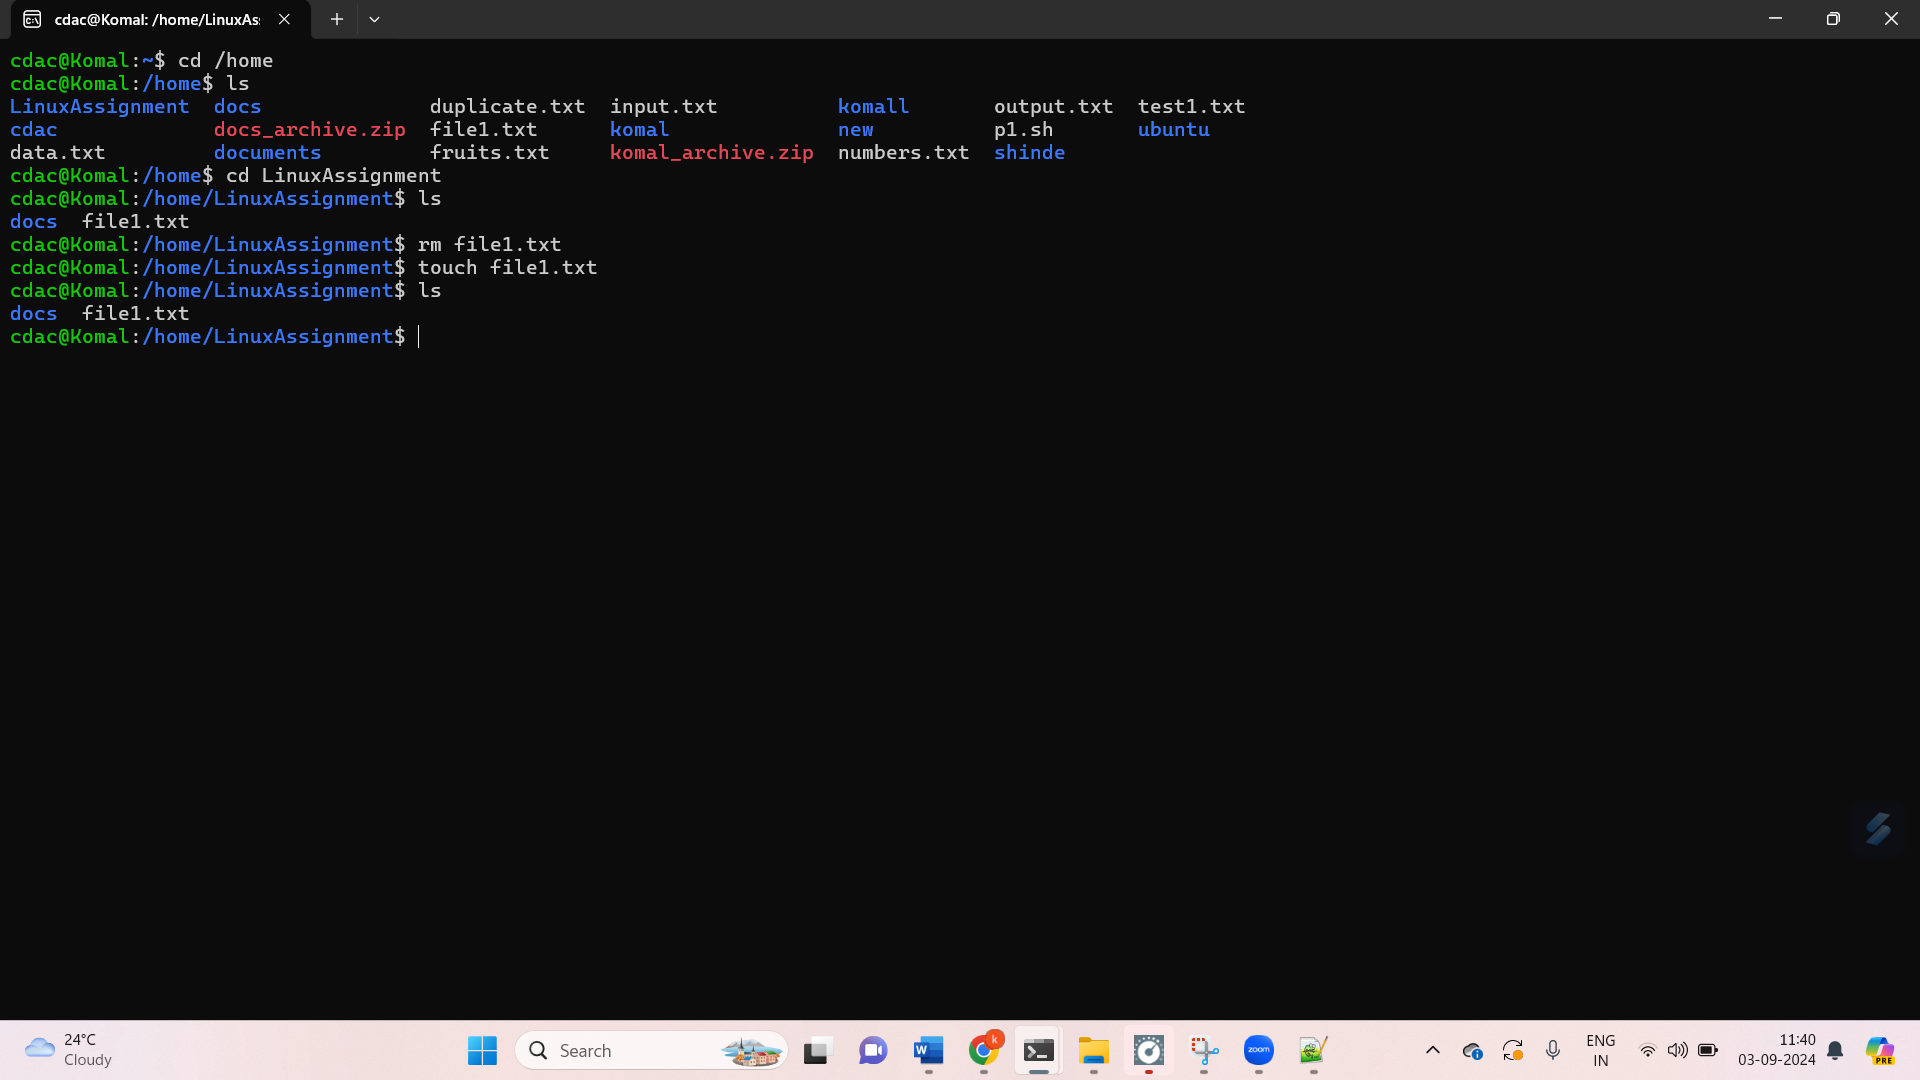 cdac@Komal: /home/LinuxAs
cdac@Komal:~$ cd /home
cdac@Komal:/home$ ls
LinuxAssignment  docs              duplicate.txt  input.txt          komall       output.txt  test1.txt
cdac             docs_archive.zip  file1.txt      komal              new          p1.sh       ubuntu
data.txt         documents         fruits.txt     komal_archive.zip  numbers.txt  shinde
cdac@Komal:/home$ cd LinuxAssignment
cdac@Komal:/home/LinuxAssignment$ ls
docs  file1.txt
cdac@Komal:/home/LinuxAssignment$ rm file1.txt
cdac@Komal:/home/LinuxAssignment$ touch file1.txt
cdac@Komal:/home/LinuxAssignment$ ls
docs  file1.txt
cdac@Komal:/home/LinuxAssignment$
24°C
Cloudy
Search
W
k
zoom
ENG
IN
11:40
03-09-2024
PRE